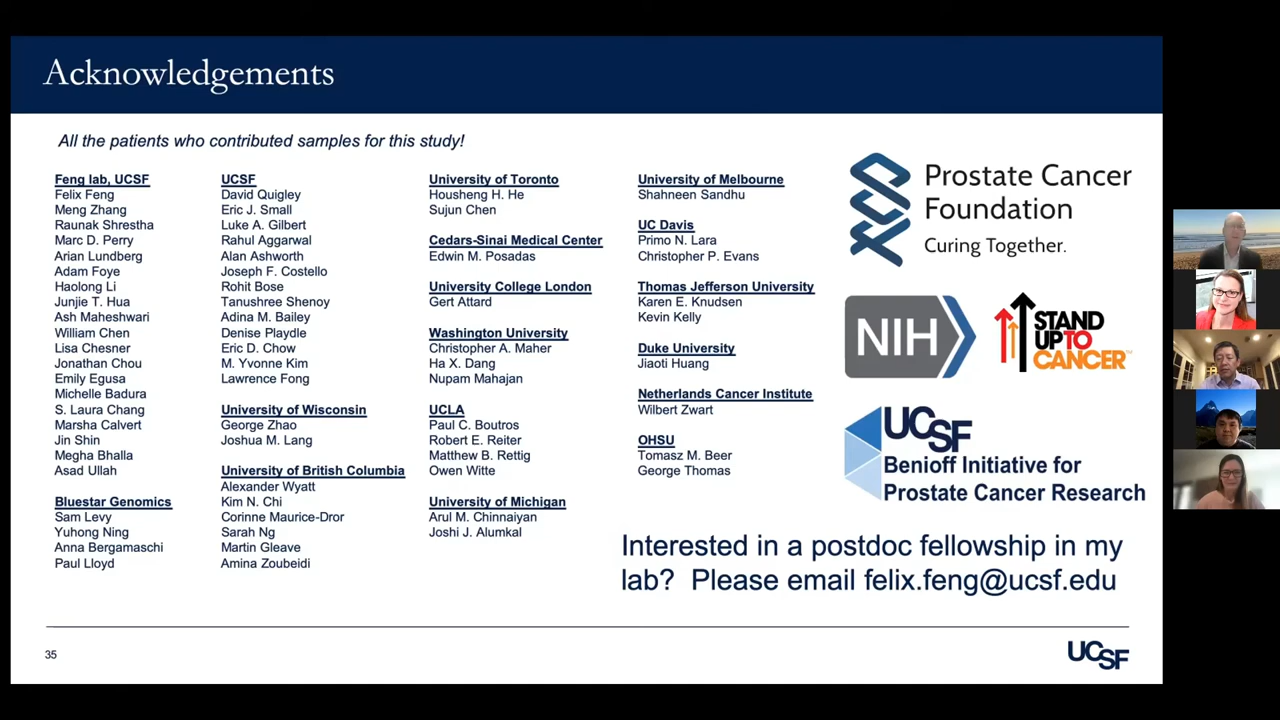 Acknowledgements
All the patients who contributed samples for this study!
Feng lab, UCSF
Felix Feng
Meng Zhang
Raunak Shrestha
Marc D. Perry
Arian Lundberg
Adam Foye
Haolong Li
Junjie T. Hua
Ash Maheshwari
William Chen
Lisa Chesner
Jonathan Chou
Emily Egusa
Michelle Badura
S. Laura Chang
Marsha Calvert
Jin Shin
Megha Bhalla
Asad Ullah
Bluestar Genomics
Sam Levy
Yuhong Ning
Anna Bergamaschi
Paul Lloyd
UCSF
David Quigley
Eric J. Small
Luke A. Gilbert
Rahul Aggarwal
Alan Ashworth
Joseph F. Costello
Rohit Bose
Tanushree Shenoy
Adina M. Bailey
Denise Playdle
Eric D. Chow
M. Yvonne Kim
Lawrence Fong
University of Wisconsin
George Zhao
Joshua M. Lang
University of British Columbia
Alexander Wyatt
Kim N. Chi
Corinne Maurice-Dror
Sarah Ng
Martin Gleave
Amina Zoubeidi
University of Toronto
Housheng H. He
Sujun Chen
Cedars-Sinai Medical Center
Edwin M. Posadas
University College London
Gert Attard
Washington University
Christopher A. Maher
Ha X. Dang
Nupam Mahajan
UCLA
Paul C. Boutros
Robert E. Reiter
Matthew B. Rettig
Owen Witte
University of Michigan
Arul M. Chinnaiyan
Joshi J. Alumkal
University of Melbourne
Shahneen Sandhu
UC Davis
Primo N. Lara
Christopher P. Evans
Thomas Jefferson University
Karen E. Knudsen
Kevin Kelly
Duke University
Jiaoti Huang
Netherlands Cancer Institute
Wilbert Zwart
OHSU
Tomasz M. Beer
George Thomas
Prostate Cancer
Foundation
Curing Together.
NIH
STAND
UP TO
CANCER™
UCSF
Benioff Initiative for
Prostate Cancer Research
Interested in a postdoc fellowship in my
lab? Please email felix.feng@ucsf.edu
35
UCSF